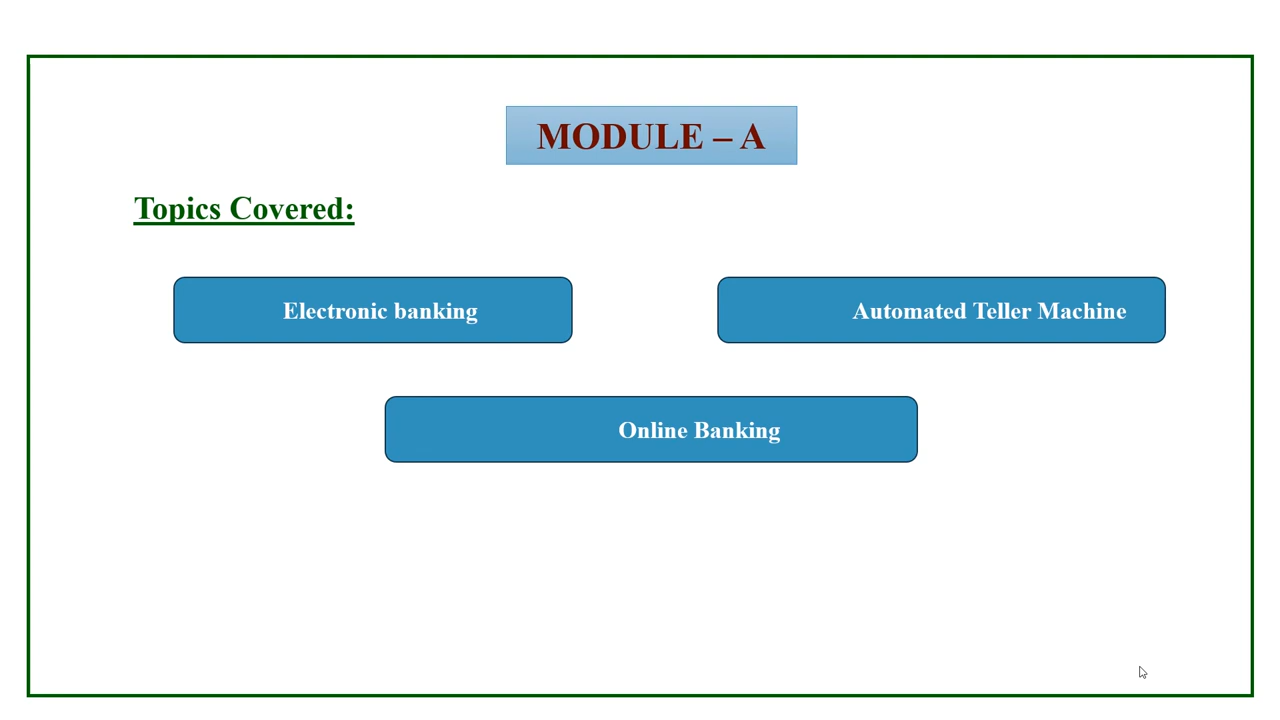 MODULE – A
Topics Covered:
Electronic banking
Automated Teller Machine
Online Banking